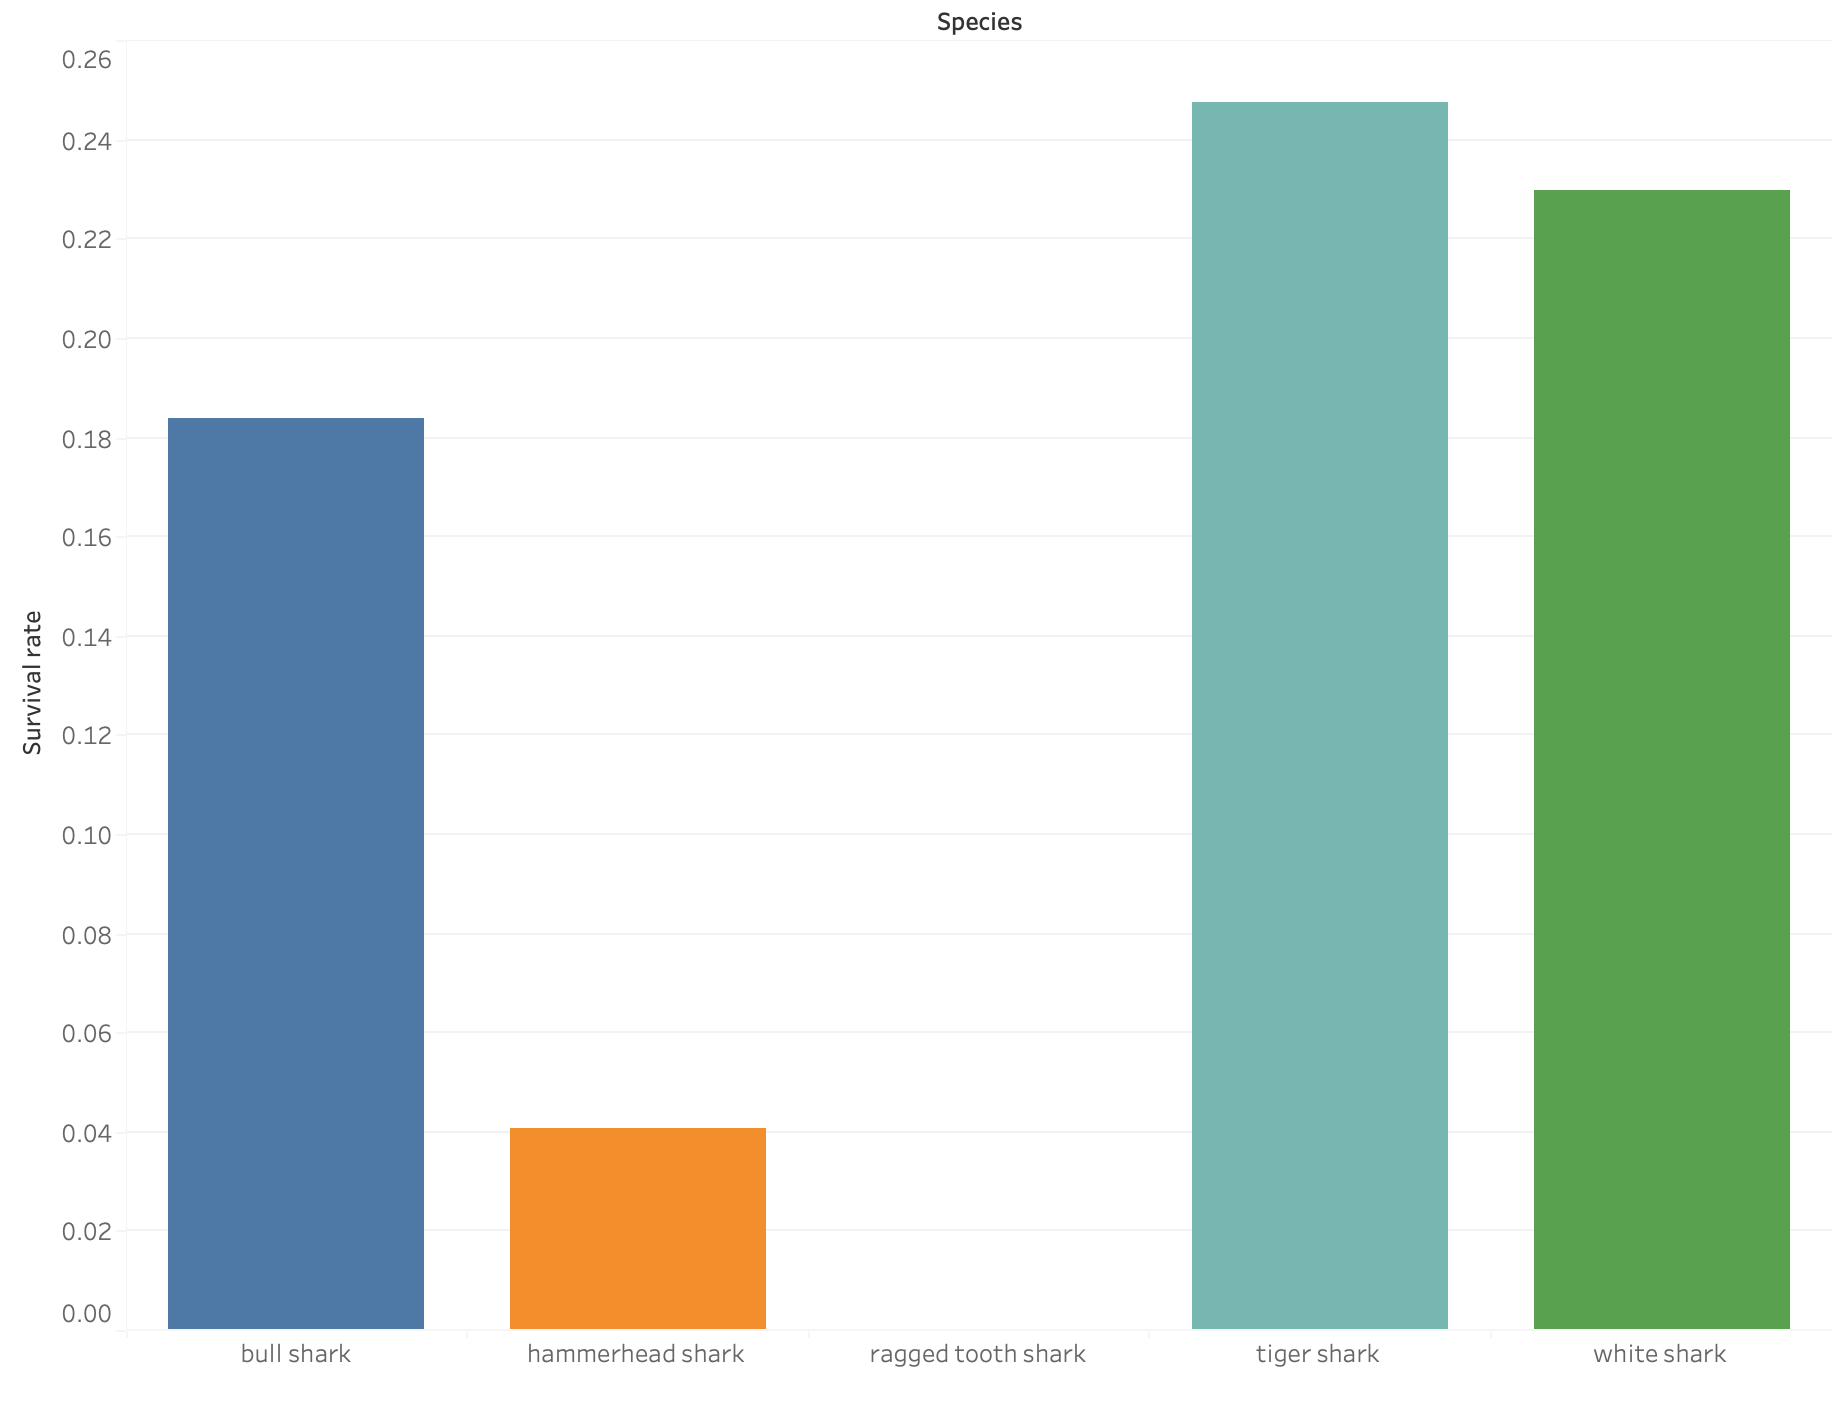 Species
0.26
0.24
0.22
0.20
0.18
0.16
0.14
0.12
0.10
0.08
0.06
0.04
0.02
0.00
Survival rate
bull shark
hammerhead shark
ragged tooth shark
tiger shark
white shark